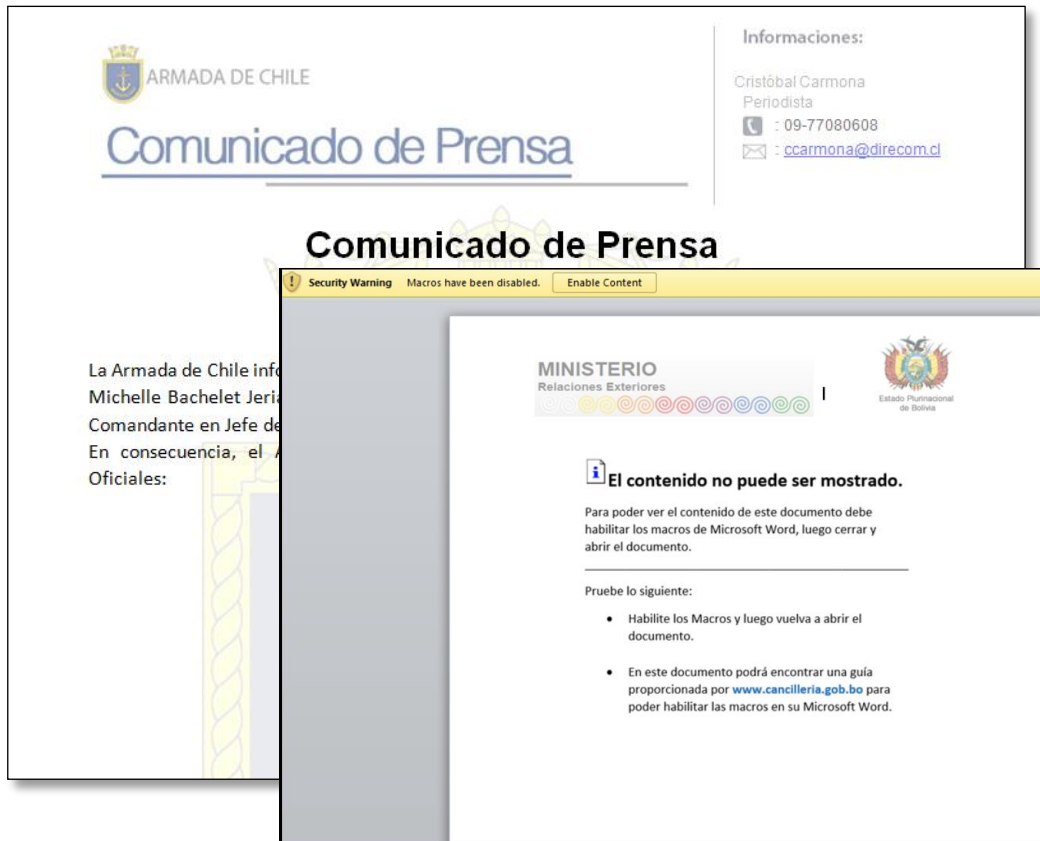 ARMADA DE CHILE
Comunicado de Prensa
Informaciones:
Cristòbal Carmona
Periodista
: 09-77080608
: ccarmona@direcom.cl
Comunicado de Prensa
La Armada de Chile
Michelle Bachelet
Comandante en Jefe de
En consecuencia, el
Oficiales:
Security Warning Macros have been disabled. Enable Content
MINISTERIO
Relaciones Exteriores
Estado Plurinacional
de Bolivia
El contenido no puede ser mostrado.
Para poder ver el contenido de este documento debe
habilitar los macros de Microsoft Word, luego cerrar y
abrir el documento.
Pruebe lo siguiente:
• Habilite los Macros y luego vuelva a abrir el
documento.
• En este documento podrá encontrar una guía
proporcionada por www.cancilleria.gob.bo para
poder habilitar las macros en su Microsoft Word.